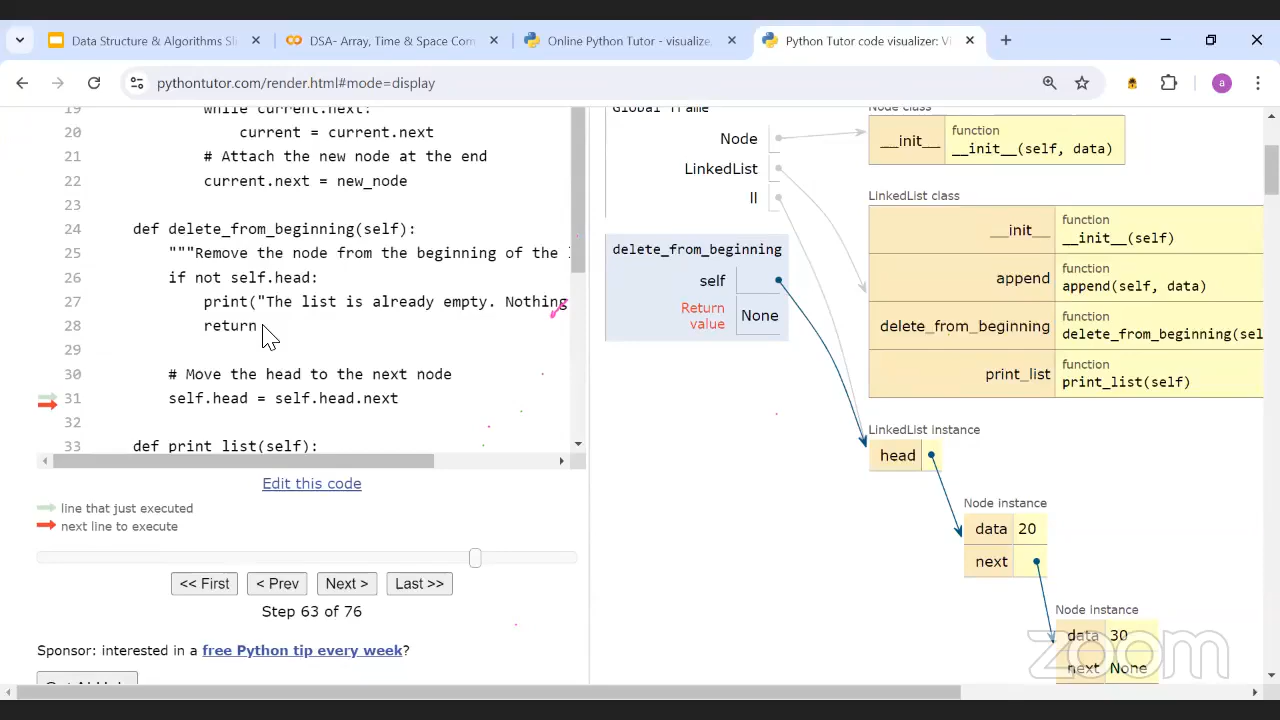 Data Structure & Algorithms Sli
DSA- Array, Time & Space Com
Online Python Tutor - visualize,
Python Tutor code visualizer: Vi
pythontutor.com/render.html#mode=display
a
19 while current.next:
20 current = current.next
21 # Attach the new node at the end
22 current.next = new_node
23
24 def delete_from_beginning(self):
25 """Remove the node from the beginning of the l
26 if not self.head:
27 print("The list is already empty. Nothing
28 return
29
30 # Move the head to the next node
31 self.head = self.head.next
32
33 def print_list(self):
Edit this code
line that just executed
next line to execute
<< First
< Prev
Next >
Last >>
Step 63 of 76
Sponsor: interested in a free Python tip every week?
Global frame
Node
LinkedList
ll
delete_from_beginning
self
Return
value
None
Node class
__init__
function
__init__(self, data)
LinkedList class
__init__
function
__init__(self)
append
function
append(self, data)
delete_from_beginning
function
delete_from_beginning(sel
print_list
function
print_list(self)
LinkedList instance
head
Node instance
data 20
next
Node instance
data 30
next None
zoom